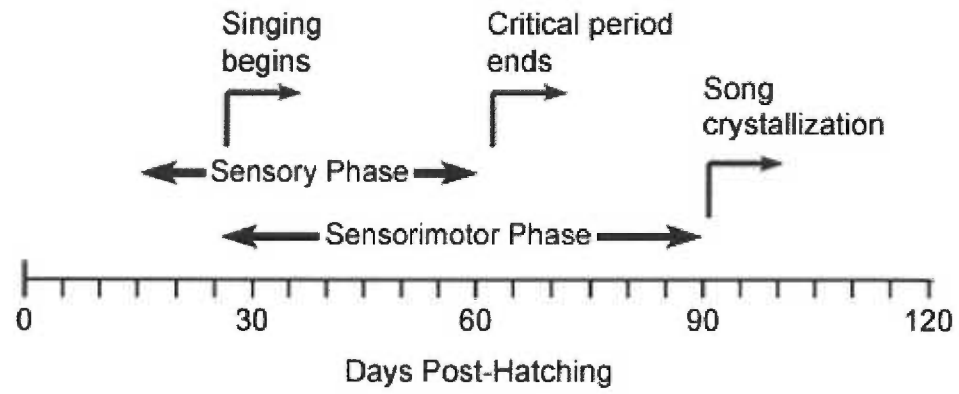 Singing
begins
Critical period
ends
Song
crystallization
Sensory Phase
Sensorimotor Phase
0 30 60 90 120
Days Post-Hatching